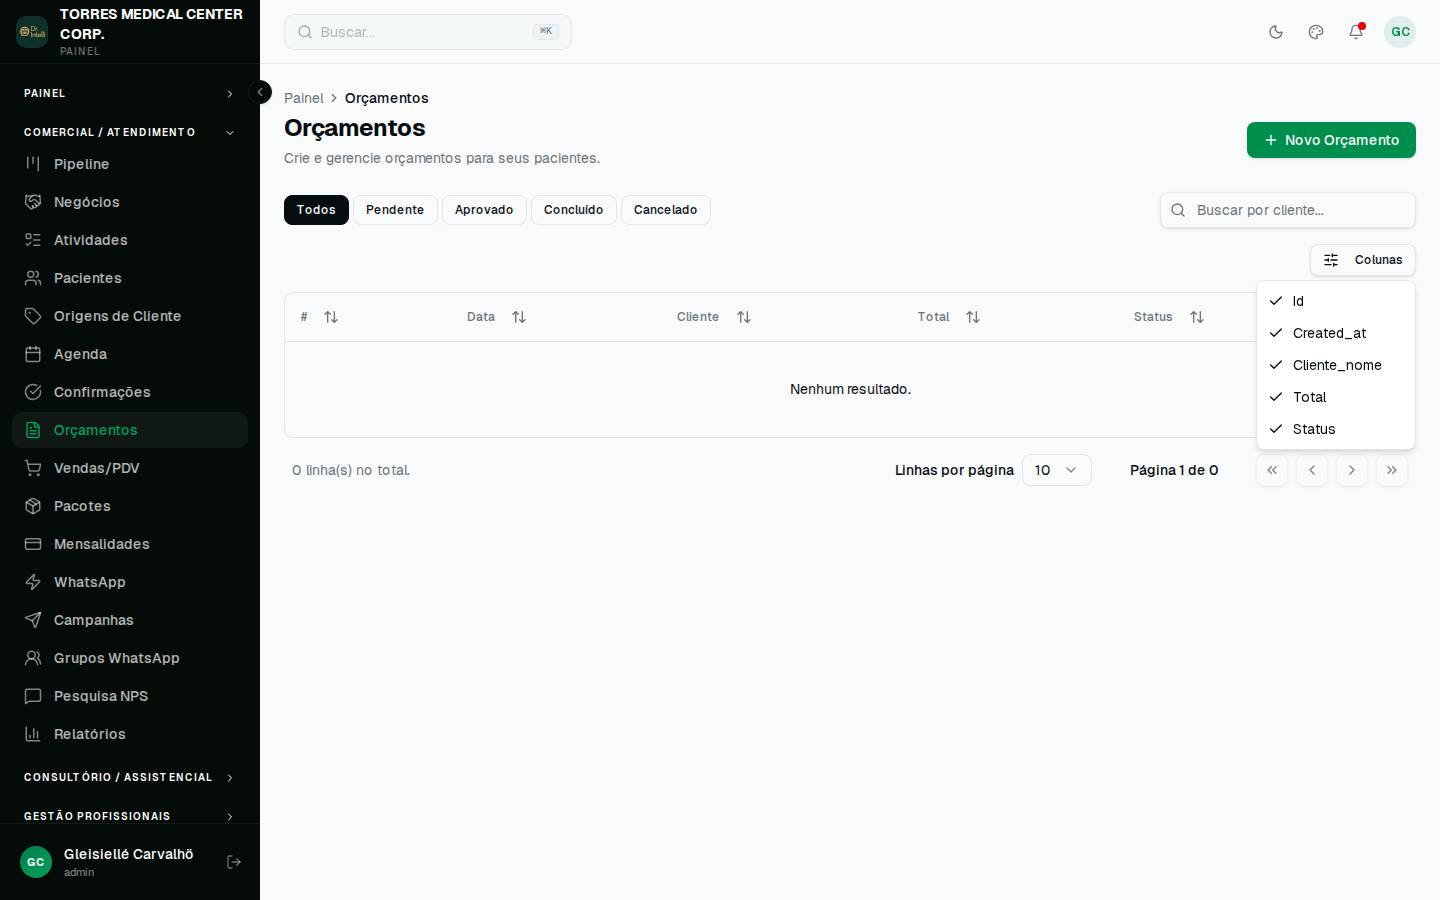 TORRES MEDICAL CENTER
CORP.
PAINEL
Dr.
Intelli
PAINEL
COMERCIAL / ATENDIMENTO
Pipeline
Negócios
Atividades
Pacientes
Origens de Cliente
Agenda
Confirmações
Orçamentos
Vendas/PDV
Pacotes
Mensalidades
WhatsApp
Campanhas
Grupos WhatsApp
Pesquisa NPS
Relatórios
CONSULTÓRIO / ASSISTENCIAL
GESTÃO PROFISSIONAIS
GC
Gleisiellé Carvalhö
admin
Buscar...
⌘K
GC
Painel
Orçamentos
Orçamentos
Crie e gerencie orçamentos para seus pacientes.
Novo Orçamento
Todos
Pendente
Aprovado
Concluído
Cancelado
Buscar por cliente...
Colunas
# Data Cliente Total Status
Id
Created_at
Cliente_nome
Total
Status
Nenhum resultado.
0 linha(s) no total.
Linhas por página
10
Página 1 de 0